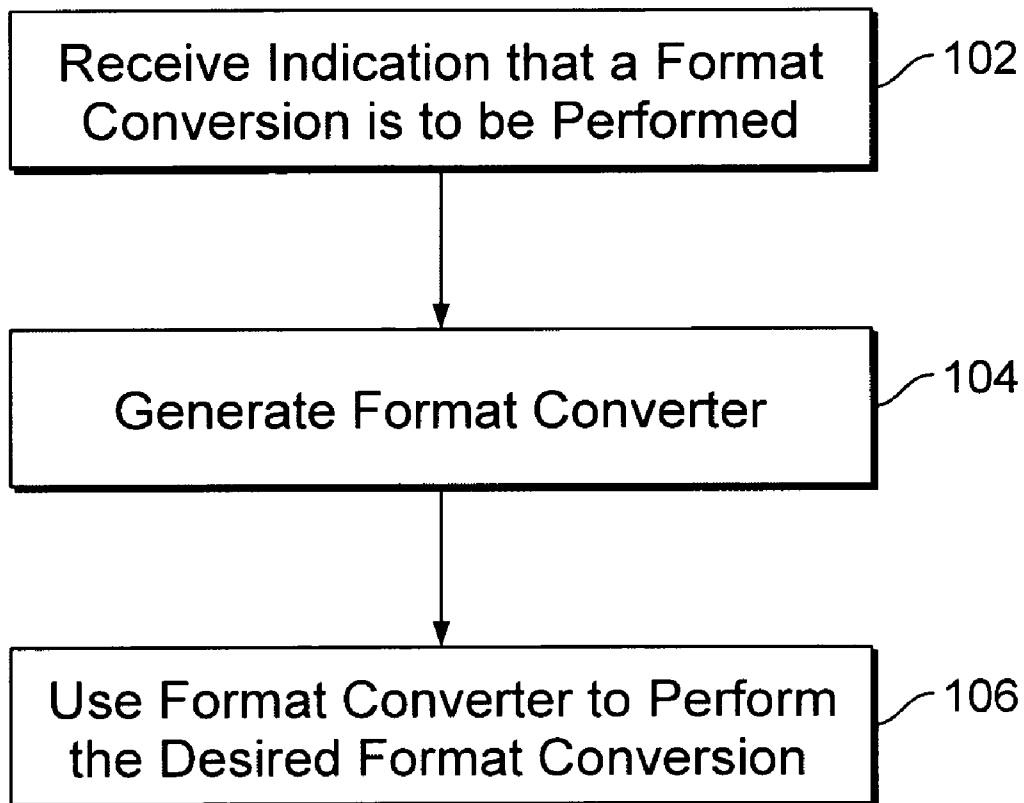 Receive Indication that a Format
Conversion is to be Performed
102
Generate Format Converter
104
Use Format Converter to Perform
the Desired Format Conversion
106